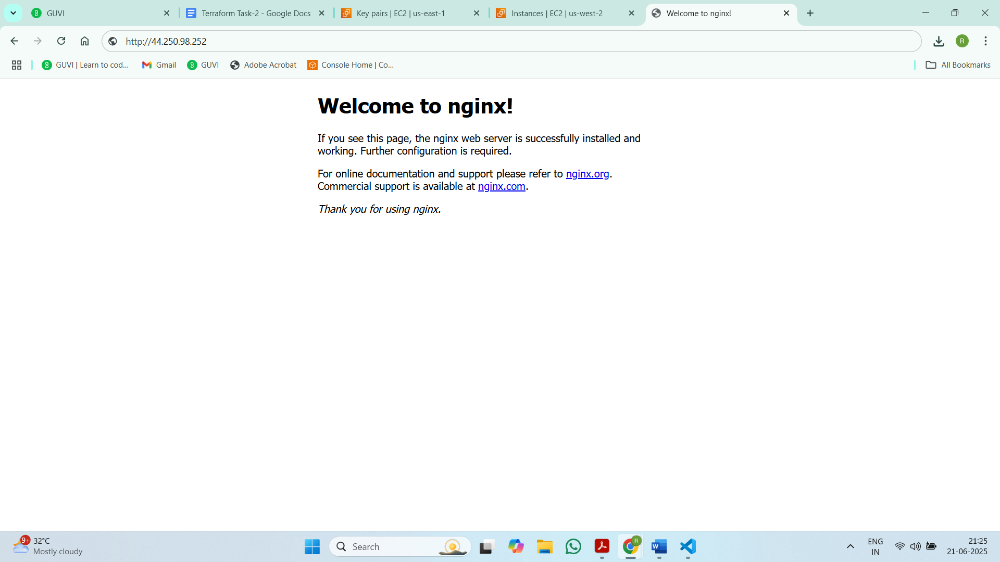 GUVI
Terraform Task-2 - Google Docs
Key pairs | EC2 | us-east-1
Instances | EC2 | us-west-2
Welcome to nginx!
http://44.250.98.252
R
GUVI | Learn to cod...
Gmail
GUVI
Adobe Acrobat
Console Home | Co...
All Bookmarks
Welcome to nginx!
If you see this page, the nginx web server is successfully installed and
working. Further configuration is required.
For online documentation and support please refer to nginx.org.
Commercial support is available at nginx.com.
Thank you for using nginx.
9+
32°C
Mostly cloudy
Search
R
W
ENG
IN
21:25
21-06-2025